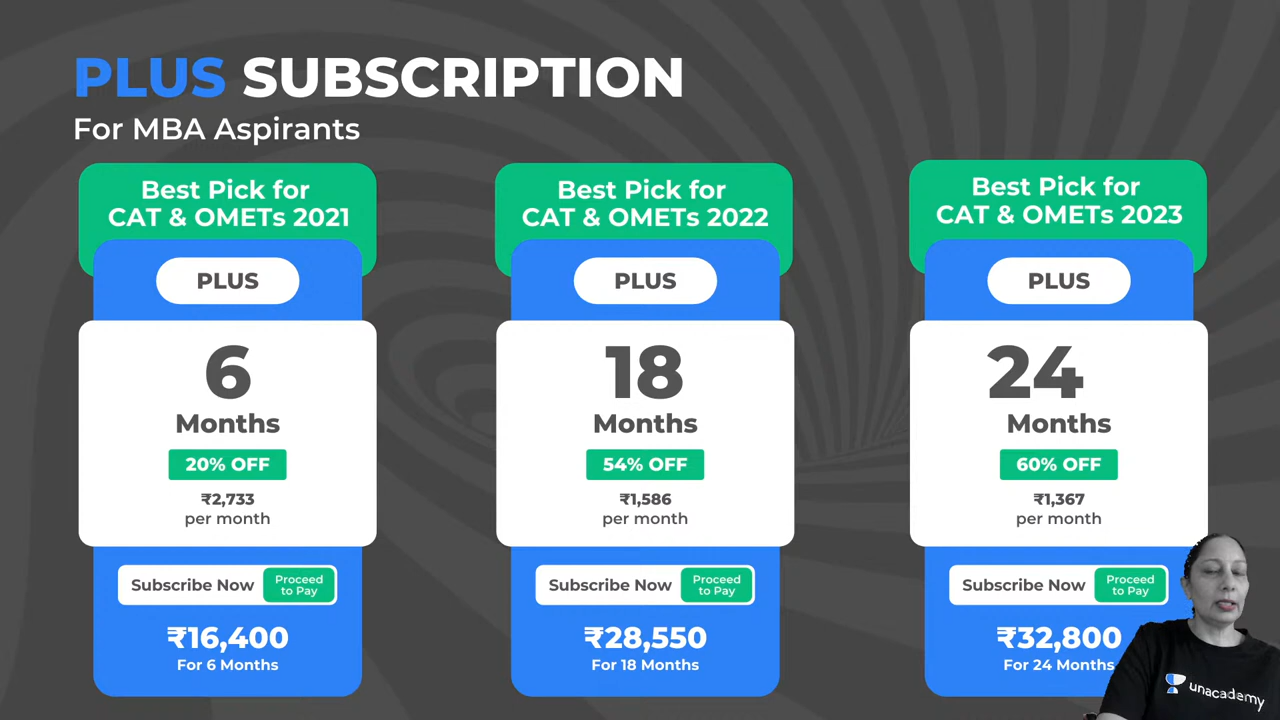 PLUS SUBSCRIPTION
For MBA Aspirants
Best Pick for
CAT & OMETs 2021
PLUS
6
Months
20% OFF
₹2,733
per month
Subscribe Now
Proceed
to Pay
₹16,400
For 6 Months
Best Pick for
CAT & OMETs 2022
PLUS
18
Months
54% OFF
₹1,586
per month
Subscribe Now
Proceed
to Pay
₹28,550
For 18 Months
Best Pick for
CAT & OMETs 2023
PLUS
24
Months
60% OFF
₹1,367
per month
Subscribe Now
Proceed
to Pay
₹32,800
For 24 Months
unacademy